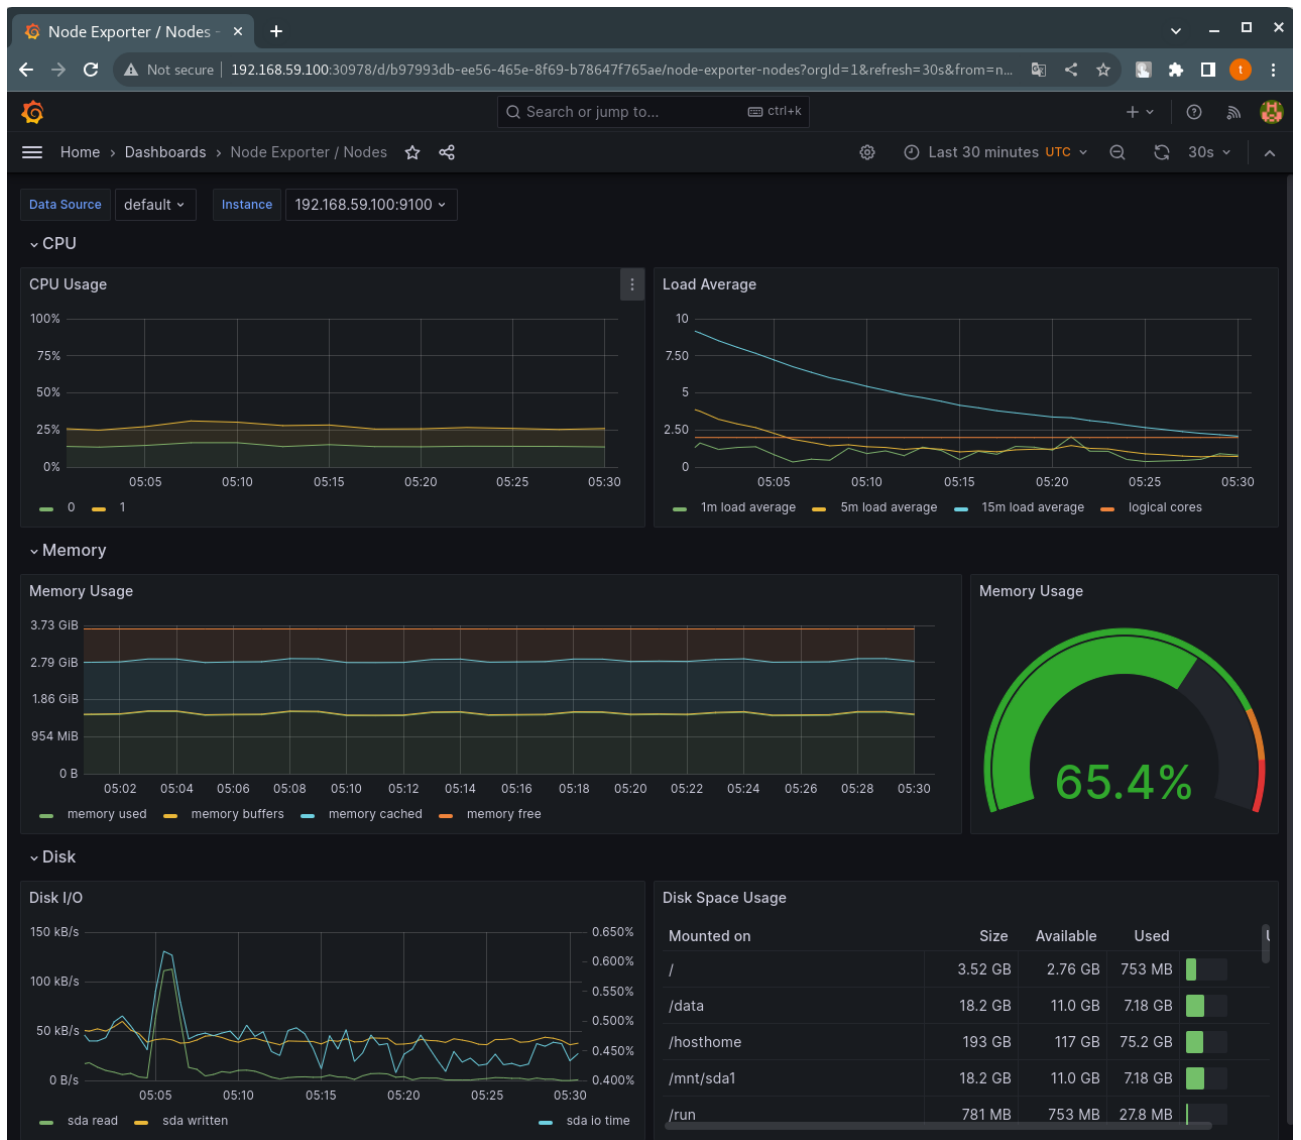 Node Exporter / Nodes -
Not secure 192.168.59.100:30978/d/b97993db-ee56-465e-8f69-b78647f765ae/node-exporter-nodes?orgId=1&refresh=30s&from=n...
t
Search or jump to... ctrl+k
Home › Dashboards › Node Exporter / Nodes
Last 30 minutes UTC
30s
Data Source default
Instance 192.168.59.100:9100
CPU
CPU Usage
100%
75%
50%
25%
0%
05:05 05:10 05:15 05:20 05:25 05:30
0 1
Load Average
10
7.50
5
2.50
0
05:05 05:10 05:15 05:20 05:25 05:30
1m load average 5m load average 15m load average logical cores
Memory
Memory Usage
3.73 GiB
2.79 GiB
1.86 GiB
954 MiB
0 B
05:02 05:04 05:06 05:08 05:10 05:12 05:14 05:16 05:18 05:20 05:22 05:24 05:26 05:28 05:30
memory used memory buffers memory cached memory free
Memory Usage
65.4%
Disk
Disk I/O
150 kB/s
100 kB/s
50 kB/s
0 B/s
0.650%
0.600%
0.550%
0.500%
0.450%
0.400%
05:05 05:10 05:15 05:20 05:25 05:30
sda read sda written sda io time
Disk Space Usage
Mounted on Size Available Used
/ 3.52 GB 2.76 GB 753 MB
/data 18.2 GB 11.0 GB 7.18 GB
/hosthome 193 GB 117 GB 75.2 GB
/mnt/sda1 18.2 GB 11.0 GB 7.18 GB
/run 781 MB 753 MB 27.8 MB